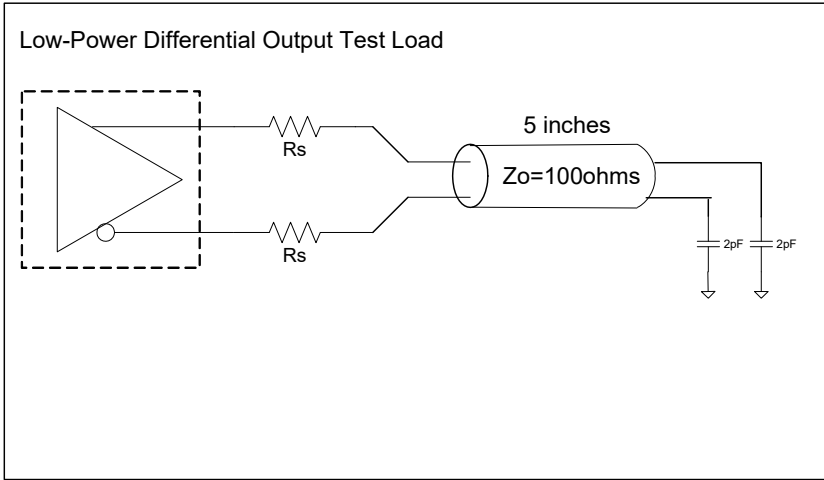 Low-Power Differential Output Test Load
Rs
Rs
5 inches
Zo=100ohms
2pF
2pF